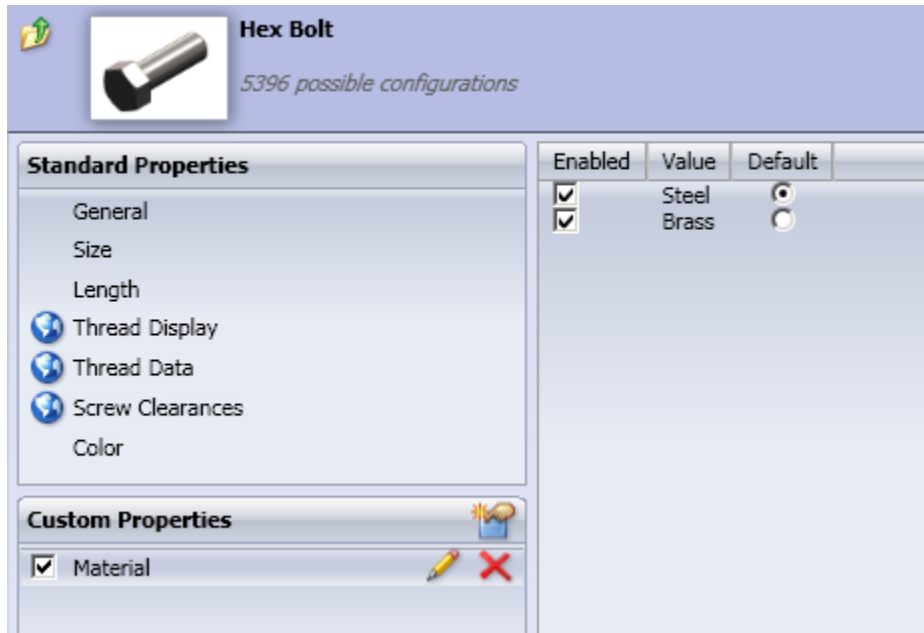 Hex Bolt
5396 possible configurations
Standard Properties
General
Size
Length
Thread Display
Thread Data
Screw Clearances
Color
Custom Properties
Material
Enabled Value Default
Steel
Brass